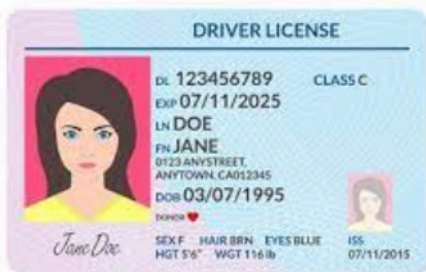 DRIVER LICENSE
DL 123456789 CLASS C
EXP 07/11/2025
LN DOE
FN JANE
0123 ANYSTREET,
ANYTOWN, CA012345
DOB 03/07/1995
DONOR
Jane Doe
SEX F HAIR BRN EYES BLUE ISS
HGT 5'6" WGT 116 lb 07/11/2015